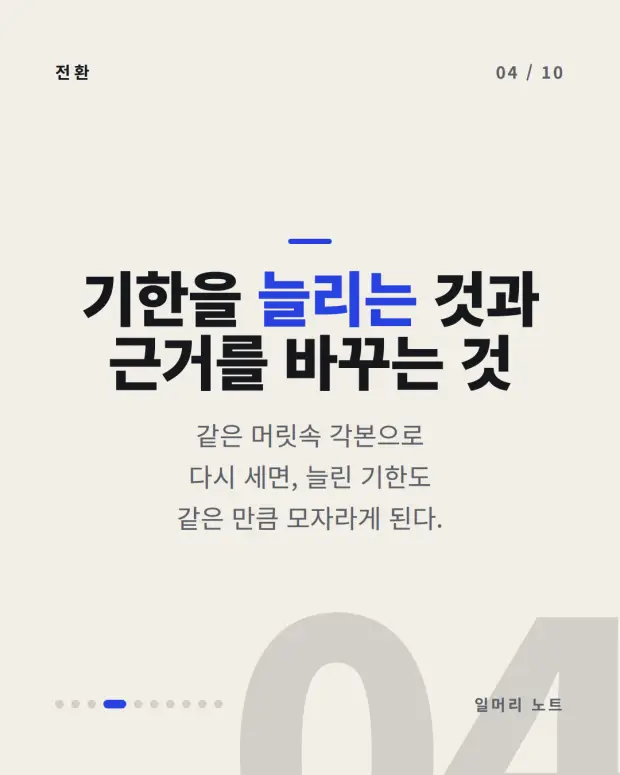 전환
04 / 10
기한을 늘리는 것과
근거를 바꾸는 것
같은 머릿속 각본으로
다시 세면, 늘린 기한도
같은 만큼 모자라게 된다.
04
일머리 노트